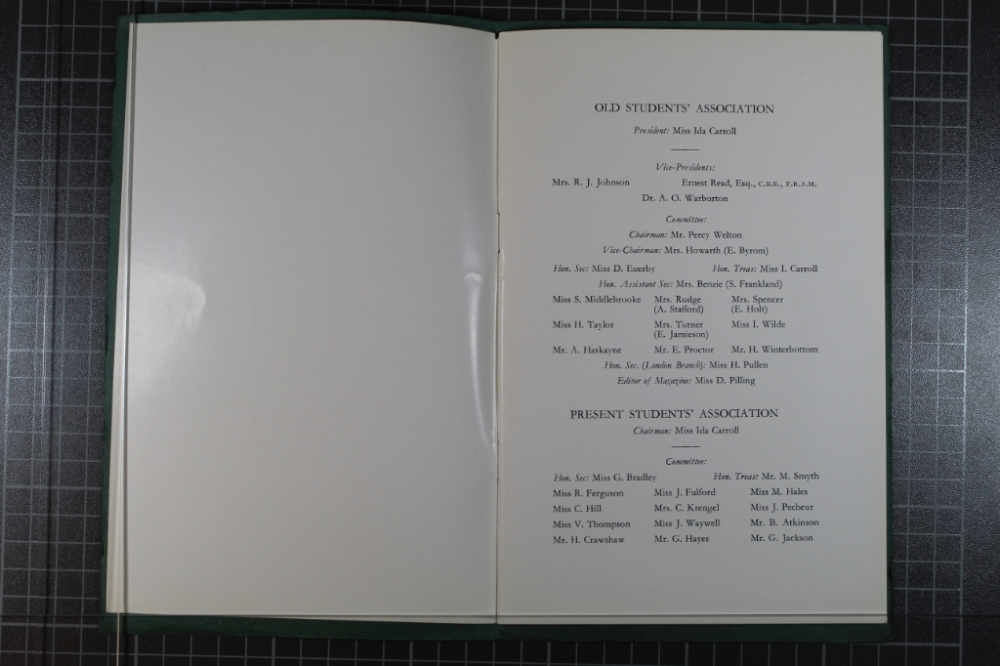 OLD STUDENTS' ASSOCIATION
President: Miss Ida Carroll
Vice-Presidents:
Mrs. R. J. Johnson Ernest Read, Esq., C.B.E., F.R.A.M.
Dr. A. O. Warburton
Committee:
Chairman: Mr. Percy Welton
Vice-Chairman: Mrs. Howarth (E. Byrom)
Hon. Sec: Miss D. Euerby Hon. Treas: Miss I. Carroll
Hon. Assistant Sec: Mrs. Benzie (S. Frankland)
Miss S. Middlebrooke Mrs. Rudge Mrs. Spencer
(A. Stafford) (E. Holt)
Miss H. Taylor Mrs. Turner Miss I. Wilde
(E. Jamieson)
Mr. A. Haskayne Mr. E. Proctor Mr. H. Winterbottom
Hon. Sec. (London Branch): Miss H. Pullen
Editor of Magazine: Miss D. Pilling
PRESENT STUDENTS' ASSOCIATION
Chairman: Miss Ida Carroll
Committee:
Hon. Sec: Miss G. Bradley Hon. Treas: Mr. M. Smyth
Miss R. Ferguson Miss J. Fulford Miss M. Hales
Miss C. Hill Mrs. C. Krengel Miss J. Pecheur
Miss V. Thompson Miss J. Waywell Mr. B. Atkinson
Mr. H. Crawshaw Mr. G. Hayes Mr. G. Jackson